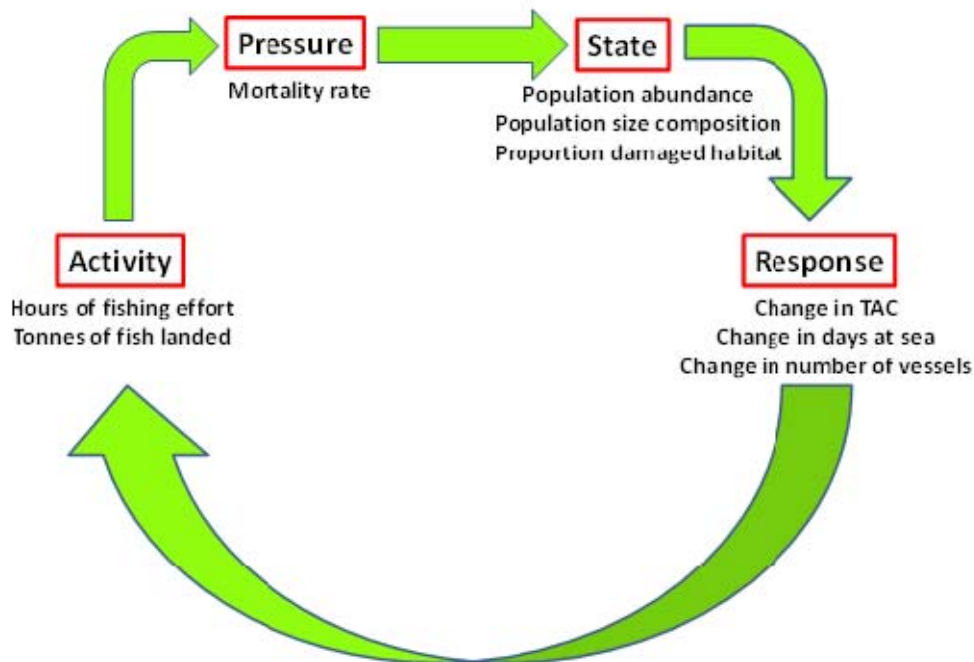 Pressure
Mortality rate
State
Population abundance
Population size composition
Proportion damaged habitat
Activity
Hours of fishing effort
Tonnes of fish landed
Response
Change in TAC
Change in days at sea
Change in number of vessels